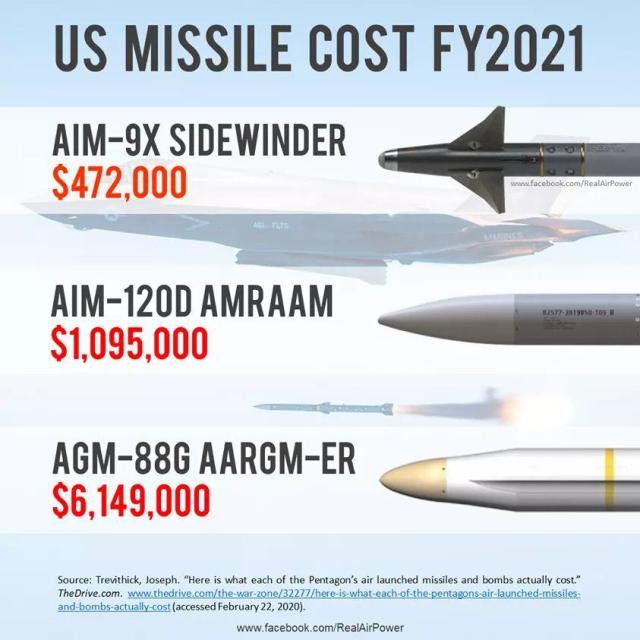 US MISSILE COST FY2021
AIM-9X SIDEWINDER
$472,000
www.facebook.com/RealAirPower
461 FLTS
MARINES
AIM-120D AMRAAM
$1,095,000
AGM-88G AARGM-ER
$6,149,000
Source: Trevithick, Joseph. “Here is what each of the Pentagon’s air launched missiles and bombs actually cost.”
TheDrive.com. www.thedrive.com/the-war-zone/32277/here-is-what-each-of-the-pentagons-air-launched-missiles-
and-bombs-actually-cost (accessed February 22, 2020).
www.facebook.com/RealAirPower